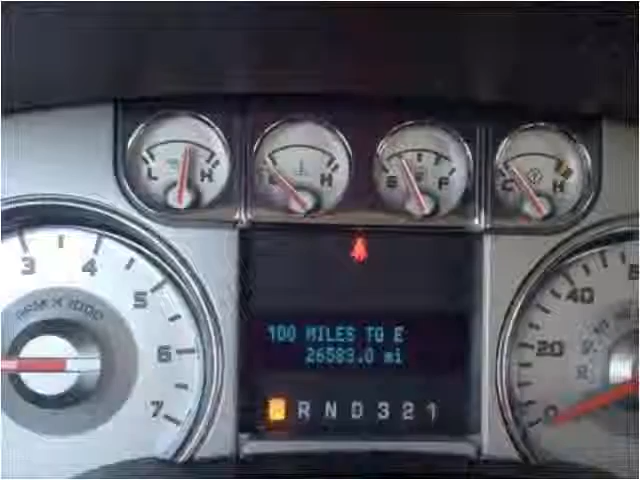 L H
C H
E F
C H
3 4 5 6 7
RPM X 1000
0 20 40
100 MILES TO E
26583.0 mi
P R N D 3 2 1